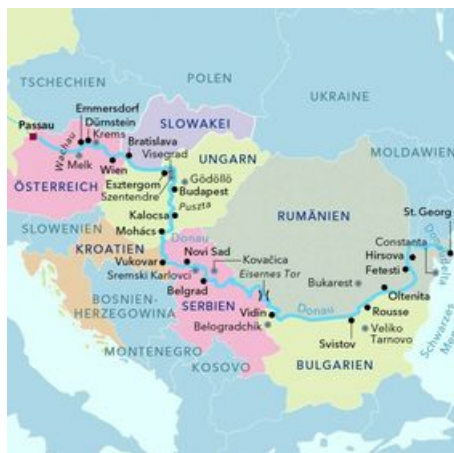 POLEN
TSCHECHIEN
UKRAINE
Emmersdorf
Dürnstein
Krems
SLOWAKEI
Passau
Wachau
Bratislava
Visegrad
MOLDAWIEN
Melk
Wien
UNGARN
Esztergom
Szentendre
Gödöllő
Budapest
ÖSTERREICH
Puszta
Kalocsa
RUMÄNIEN
St. Georg
SLOWENIEN
Mohács
Donau
Constanta
KROATIEN
Novi Sad
Kovačica
Hirsova
Donaudelta
Vukovar
Sremski Karlovci
Eisernes Tor
Bukarest
Fetesti
BOSNIEN-
HERZEGOWINA
Belgrad
Oltenita
SERBIEN
Vidin
Donau
Rousse
Schwarzes
Belogradchik
Svistov
Veliko
Tarnovo
MONTENEGRO
KOSOVO
BULGARIEN